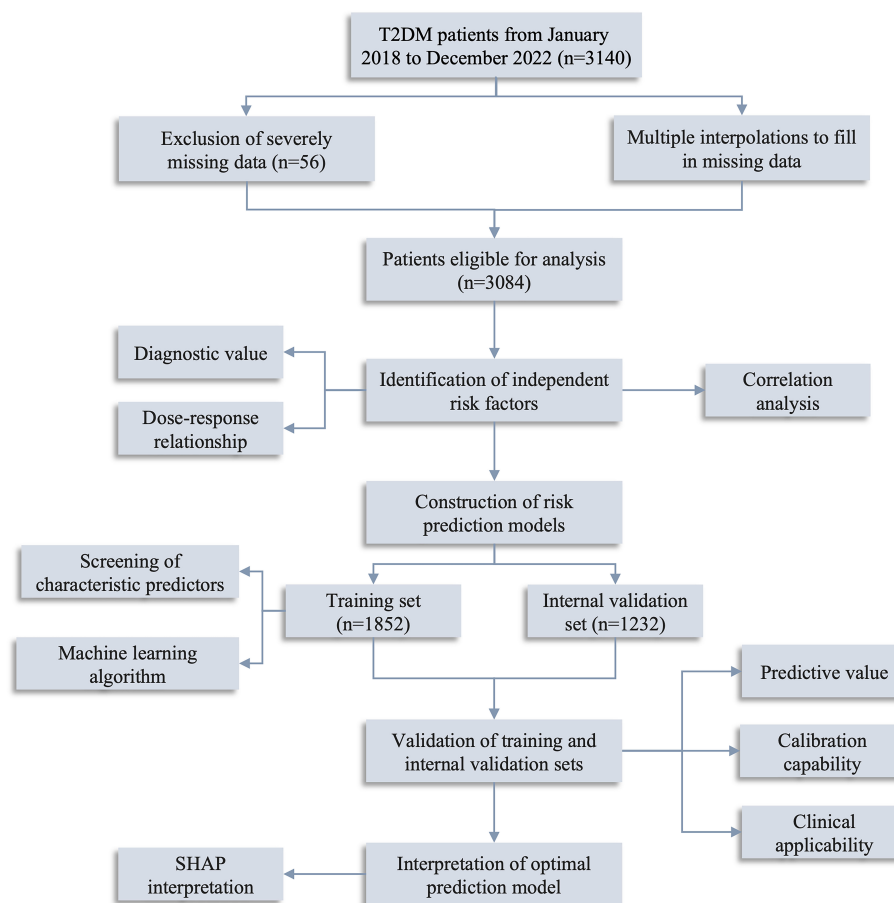 T2DM patients from January
2018 to December 2022 (n=3140)
Exclusion of severely
missing data (n=56)
Multiple interpolations to fill
in missing data
Patients eligible for analysis
(n=3084)
Diagnostic value
Dose-response
relationship
Identification of independent
risk factors
Correlation
analysis
Construction of risk
prediction models
Screening of
characteristic predictors
Machine learning
algorithm
Training set
(n=1852)
Internal validation
set (n=1232)
Validation of training and
internal validation sets
Predictive value
Calibration
capability
Clinical
applicability
SHAP
interpretation
Interpretation of optimal
prediction model